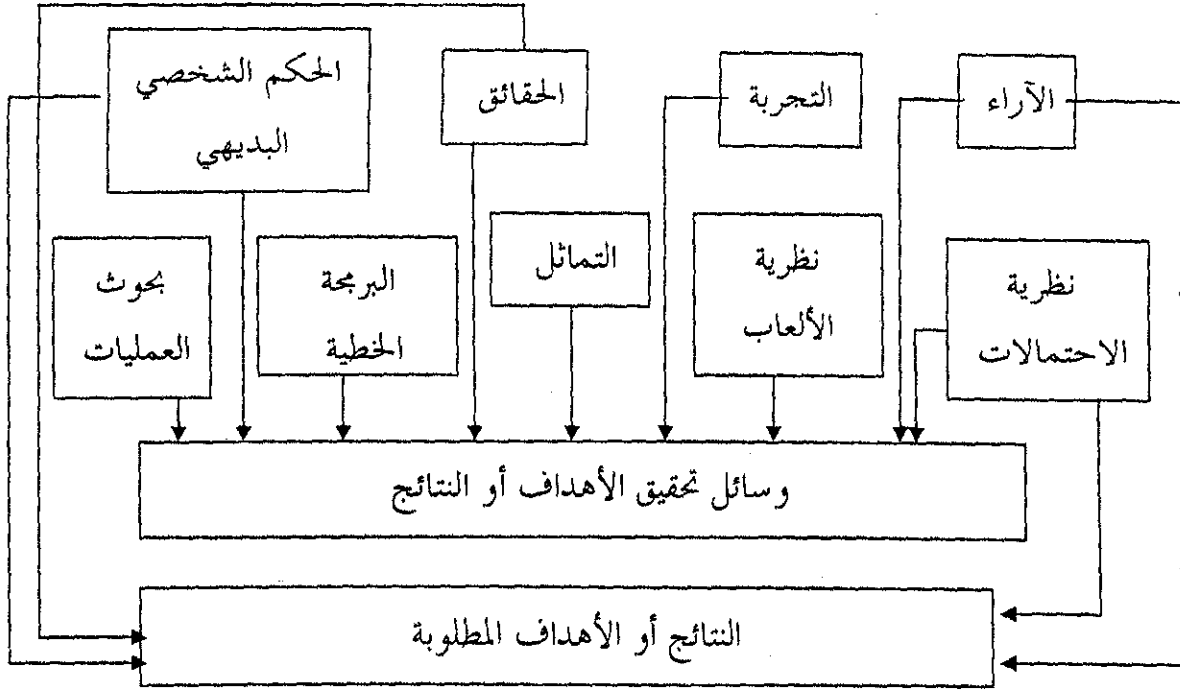 الآراء
التجربة
الحقائق
الحكم الشخصي
البديهي
نظرية
الاحتمالات
نظرية
الألعاب
التماثل
البرمجة
الخطية
بحوث
العمليات
وسائل تحقيق الأهداف أو النتائج
النتائج أو الأهداف المطلوبة